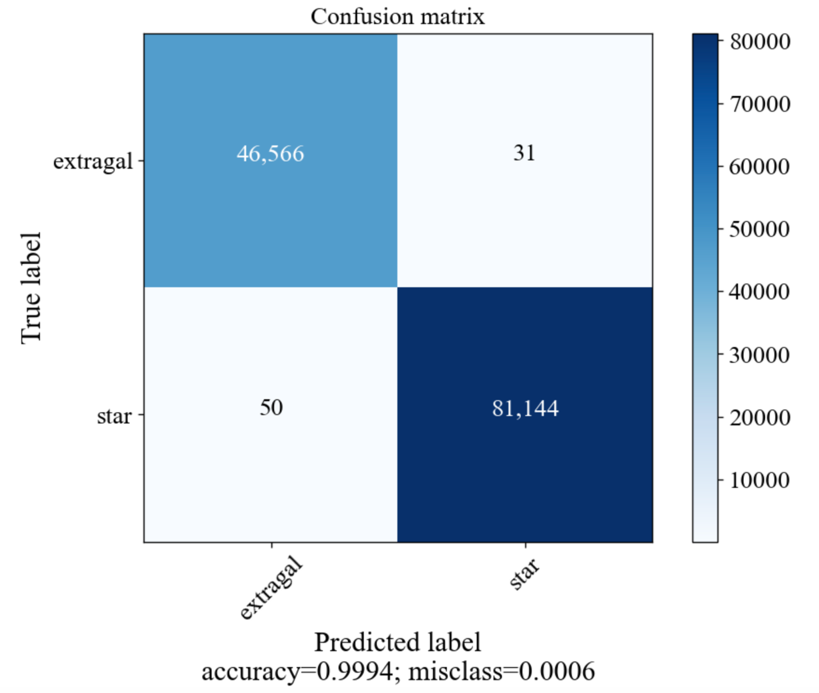 Confusion matrix
extragal
46,566
31
True label
star
50
81,144
extragal
star
Predicted label
accuracy=0.9994; misclass=0.0006
80000
70000
60000
50000
40000
30000
20000
10000